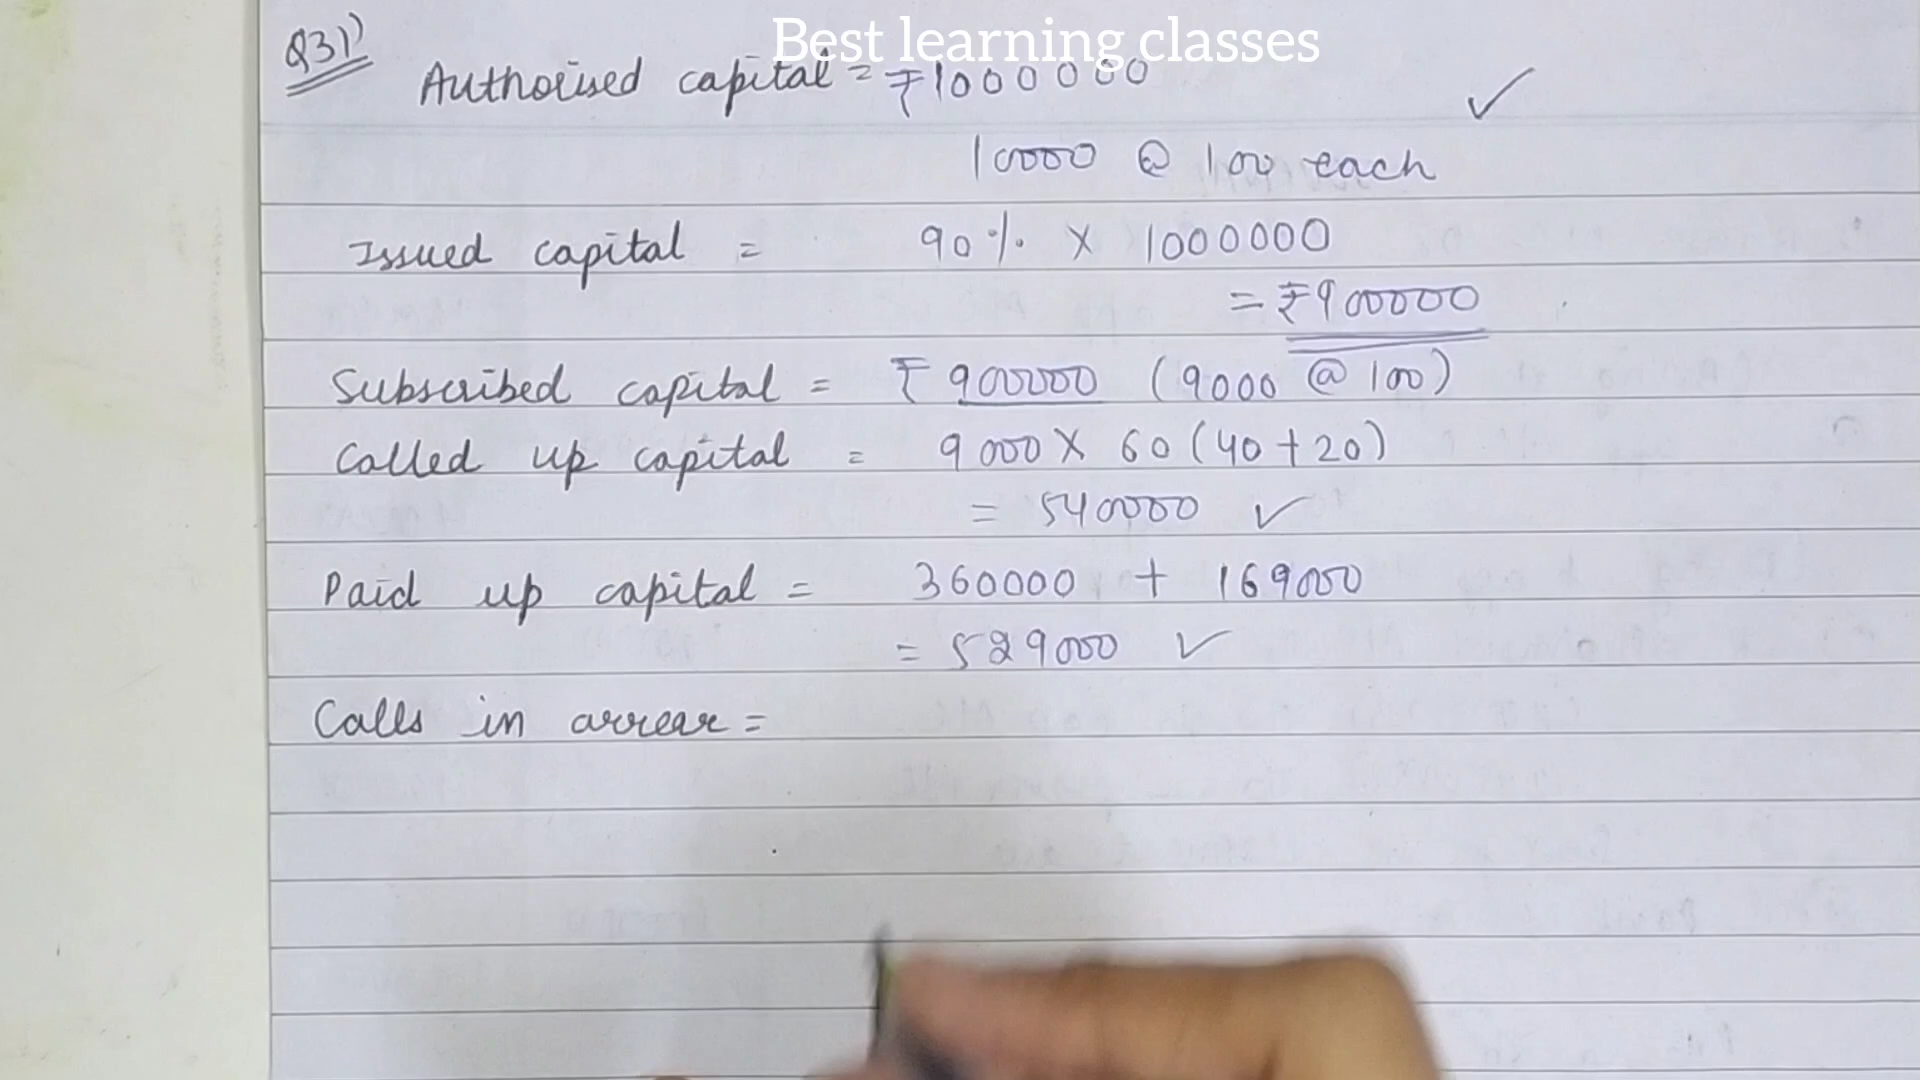 Best learning classes
Q31)
Authorised capital = ₹1000000
10000 @ 100 each
Issued capital = 90% × 1000000
= ₹900000
Subscribed capital = ₹900000 (9000 @ 100)
Called up capital = 9000 × 60 (40 + 20)
= 540000 ✓
Paid up capital = 360000 + 169000
= 529000 ✓
Calls in arrear =